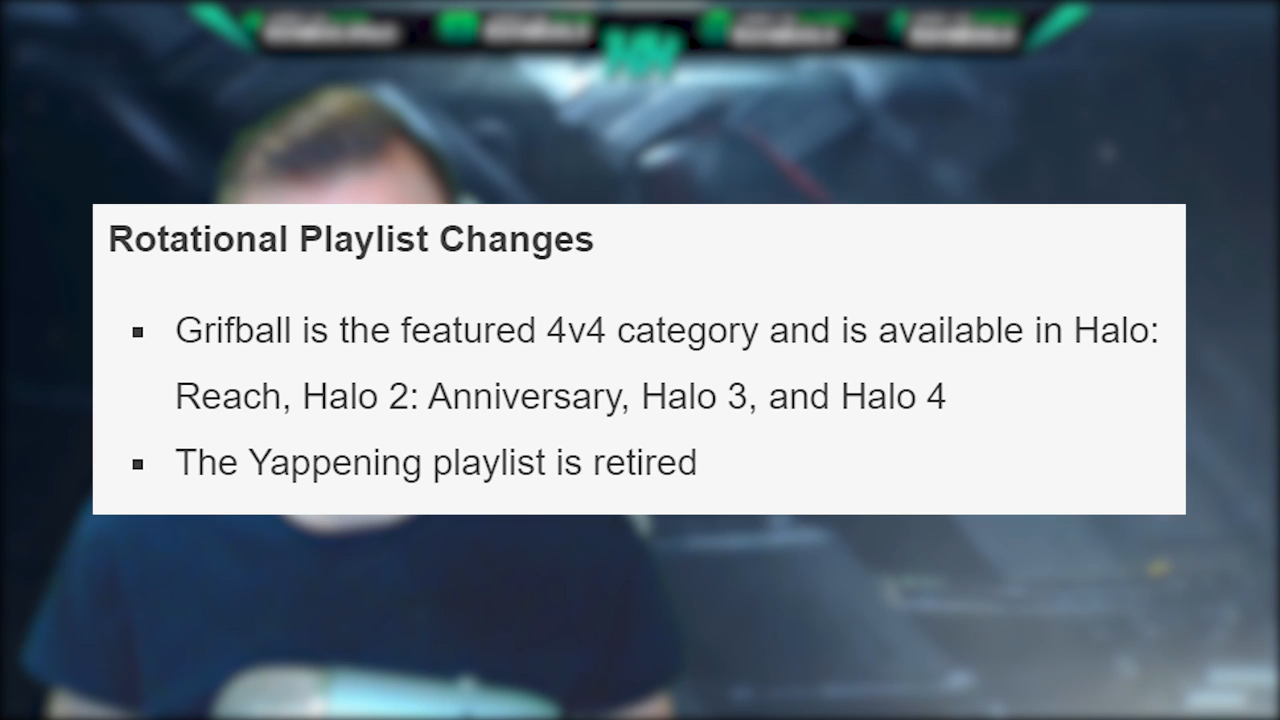 Rotational Playlist Changes
▪ Grifball is the featured 4v4 category and is available in Halo:
Reach, Halo 2: Anniversary, Halo 3, and Halo 4
▪ The Yappening playlist is retired